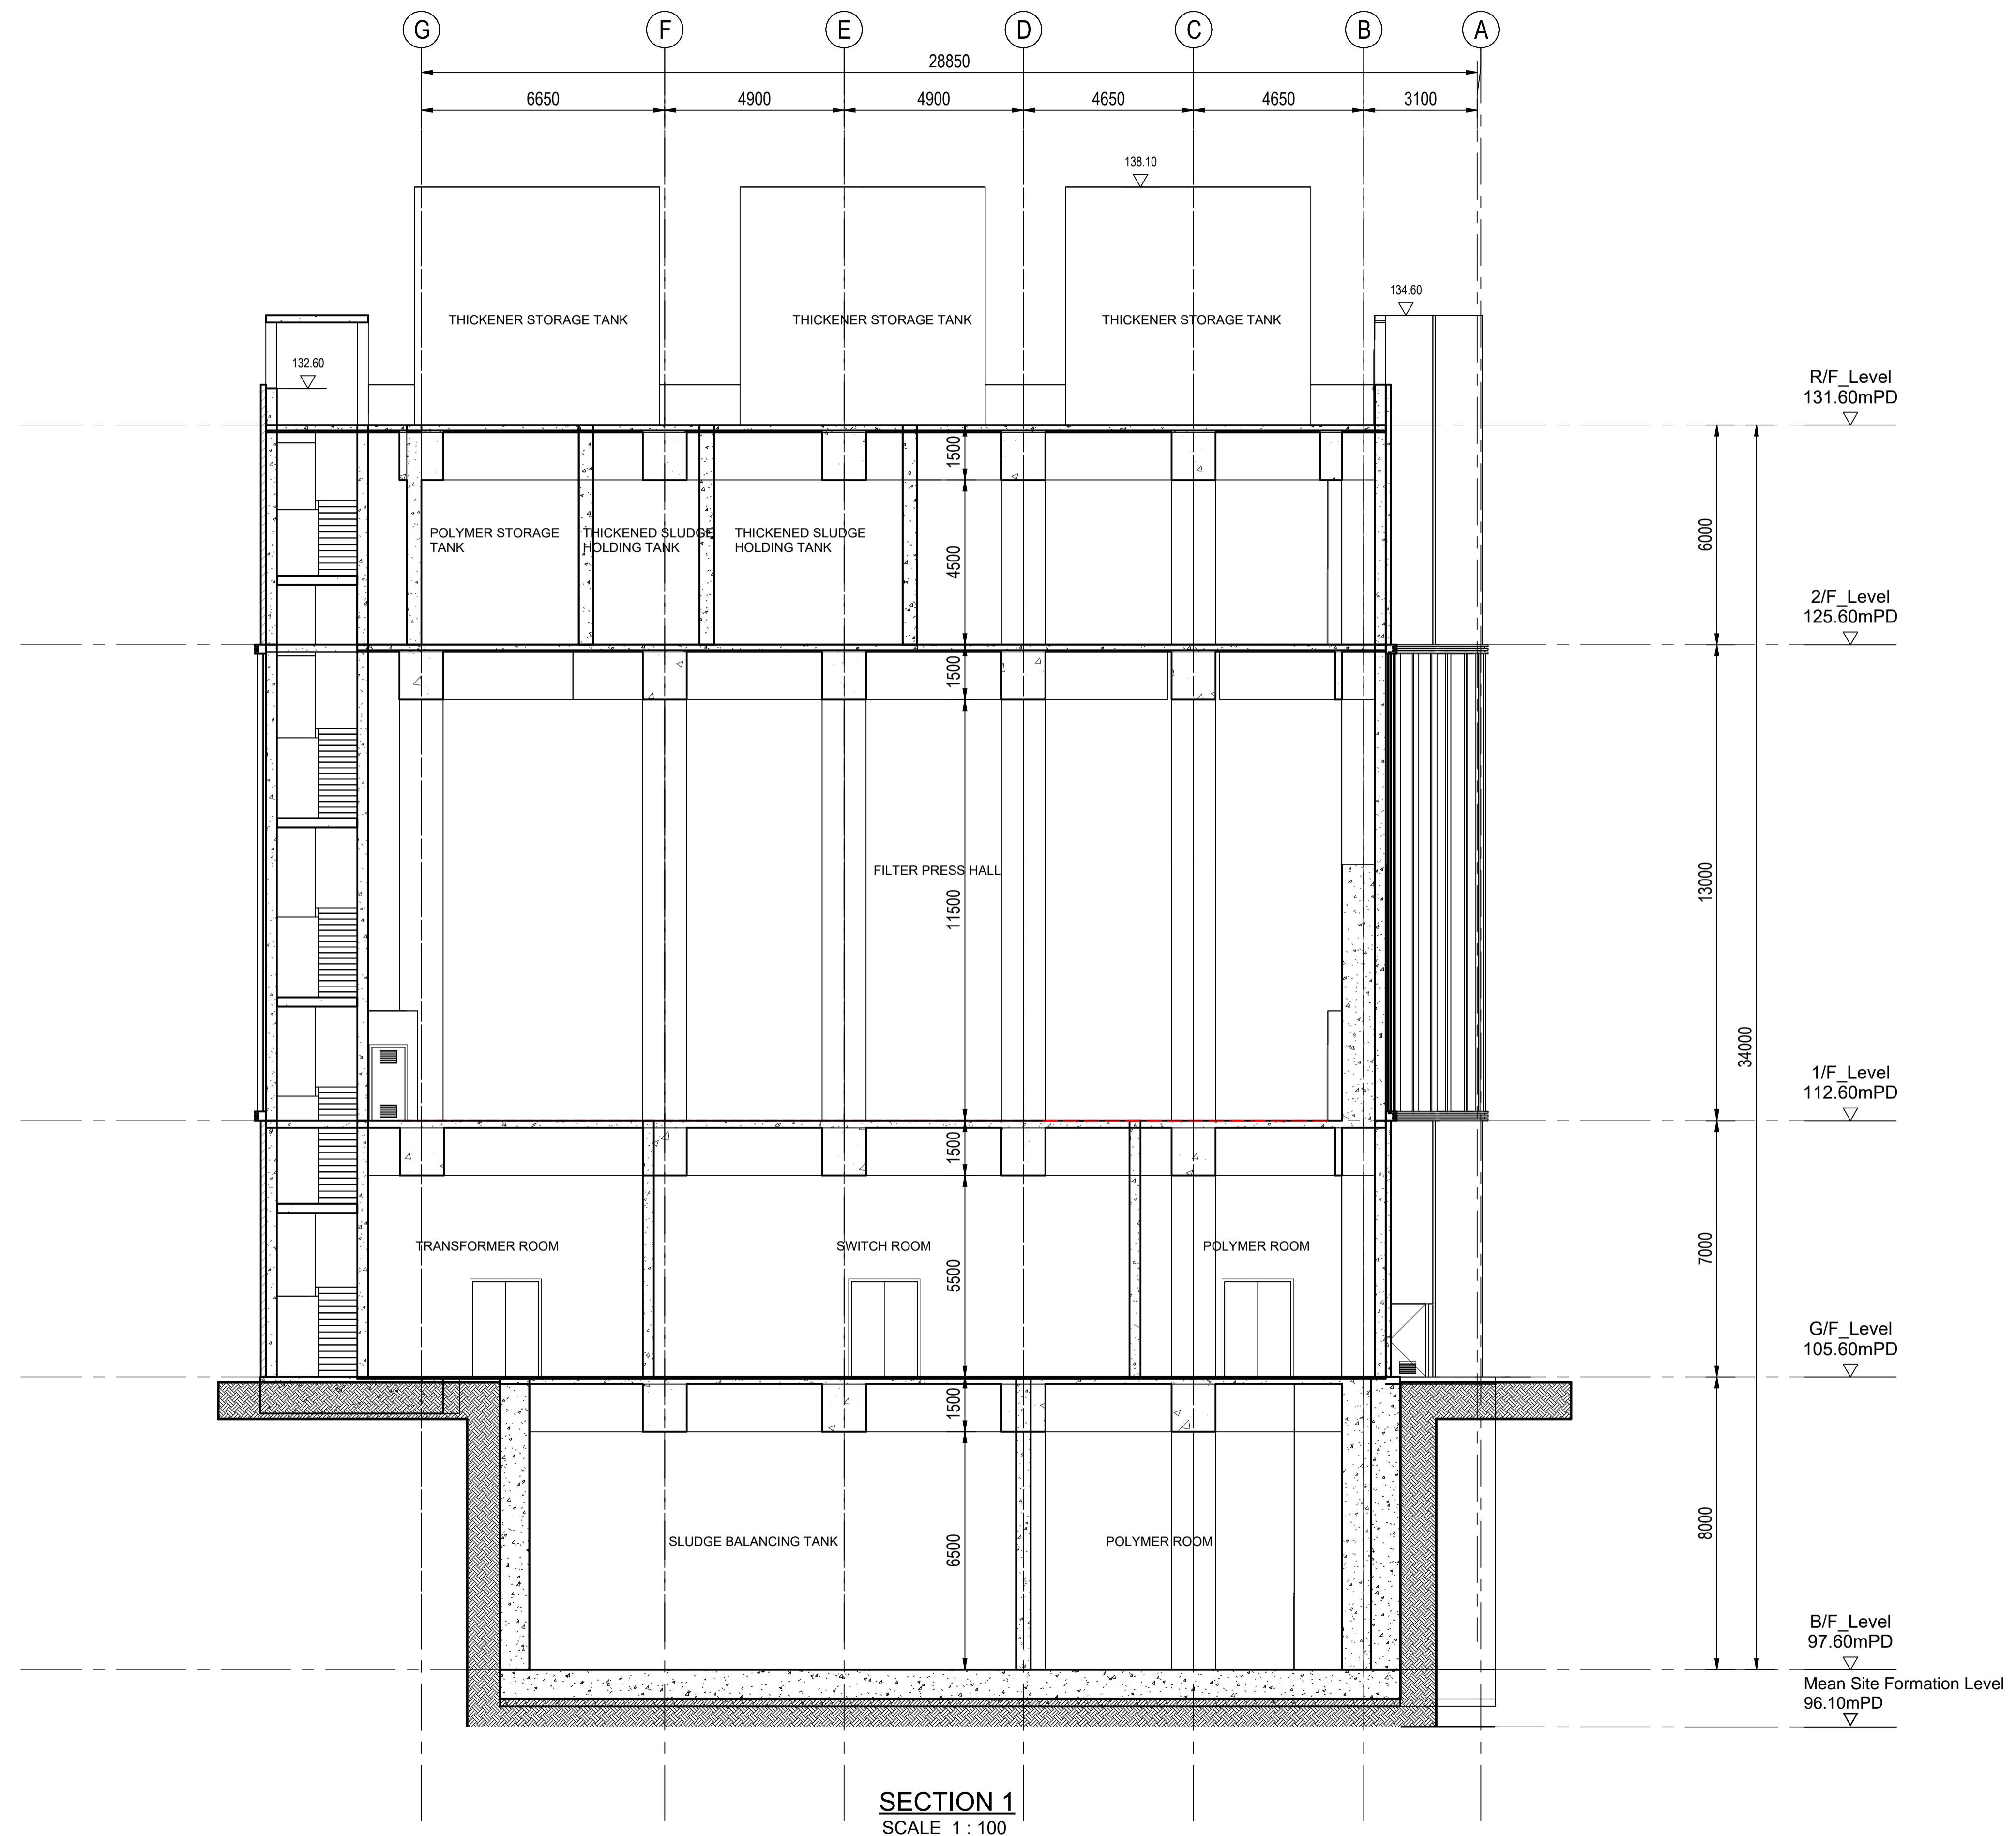 G F E D C B A
28850
6650 4900 4900 4650 4650 3100
138.10
134.60
THICKENER STORAGE TANK THICKENER STORAGE TANK THICKENER STORAGE TANK
132.60
R/F_Level
131.60mPD
1500
POLYMER STORAGE
TANK
THICKENED SLUDGE
HOLDING TANK
THICKENED SLUDGE
HOLDING TANK
4500
6000
2/F_Level
125.60mPD
1500
FILTER PRESS HALL
11500
13000
34000
1/F_Level
112.60mPD
1500
TRANSFORMER ROOM SWITCH ROOM POLYMER ROOM
5500
7000
G/F_Level
105.60mPD
1500
SLUDGE BALANCING TANK POLYMER ROOM
6500
8000
B/F_Level
97.60mPD
Mean Site Formation Level
96.10mPD
SECTION 1
SCALE 1 : 100